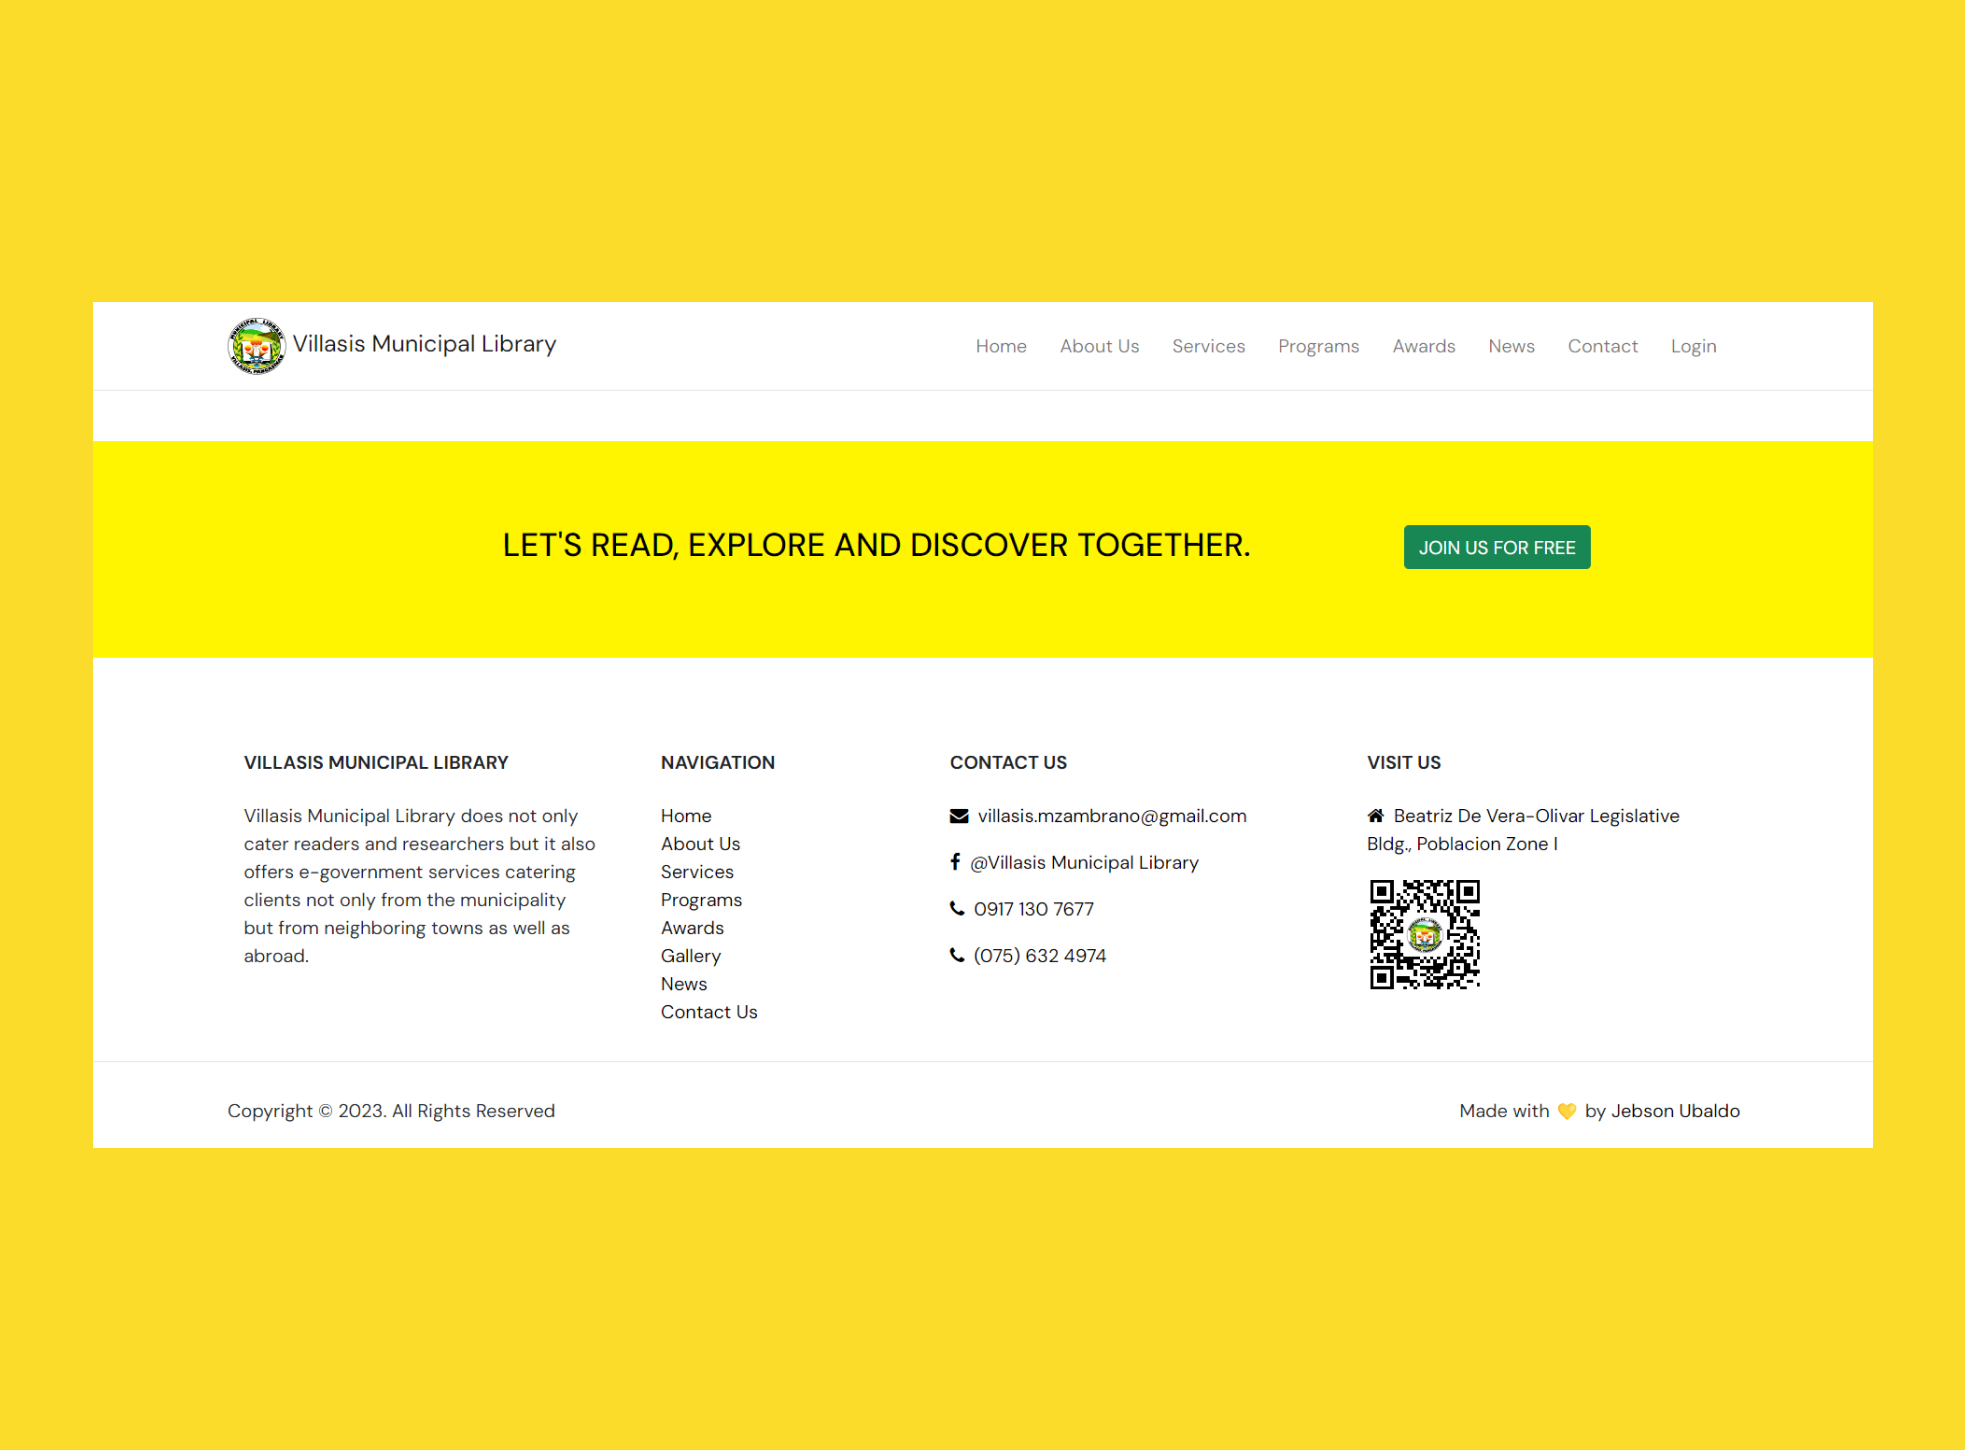 MUNICIPAL LIBRARY
VILLASIS, PANGASINAN
Villasis Municipal Library
Home About Us Services Programs Awards News Contact Login
LET'S READ, EXPLORE AND DISCOVER TOGETHER.
JOIN US FOR FREE
VILLASIS MUNICIPAL LIBRARY
Villasis Municipal Library does not only
cater readers and researchers but it also
offers e-government services catering
clients not only from the municipality
but from neighboring towns as well as
abroad.
NAVIGATION
Home
About Us
Services
Programs
Awards
Gallery
News
Contact Us
CONTACT US
villasis.mzambrano@gmail.com
@Villasis Municipal Library
0917 130 7677
(075) 632 4974
VISIT US
Beatriz De Vera-Olivar Legislative
Bldg., Poblacion Zone I
Copyright © 2023. All Rights Reserved
Made with 💛 by Jebson Ubaldo